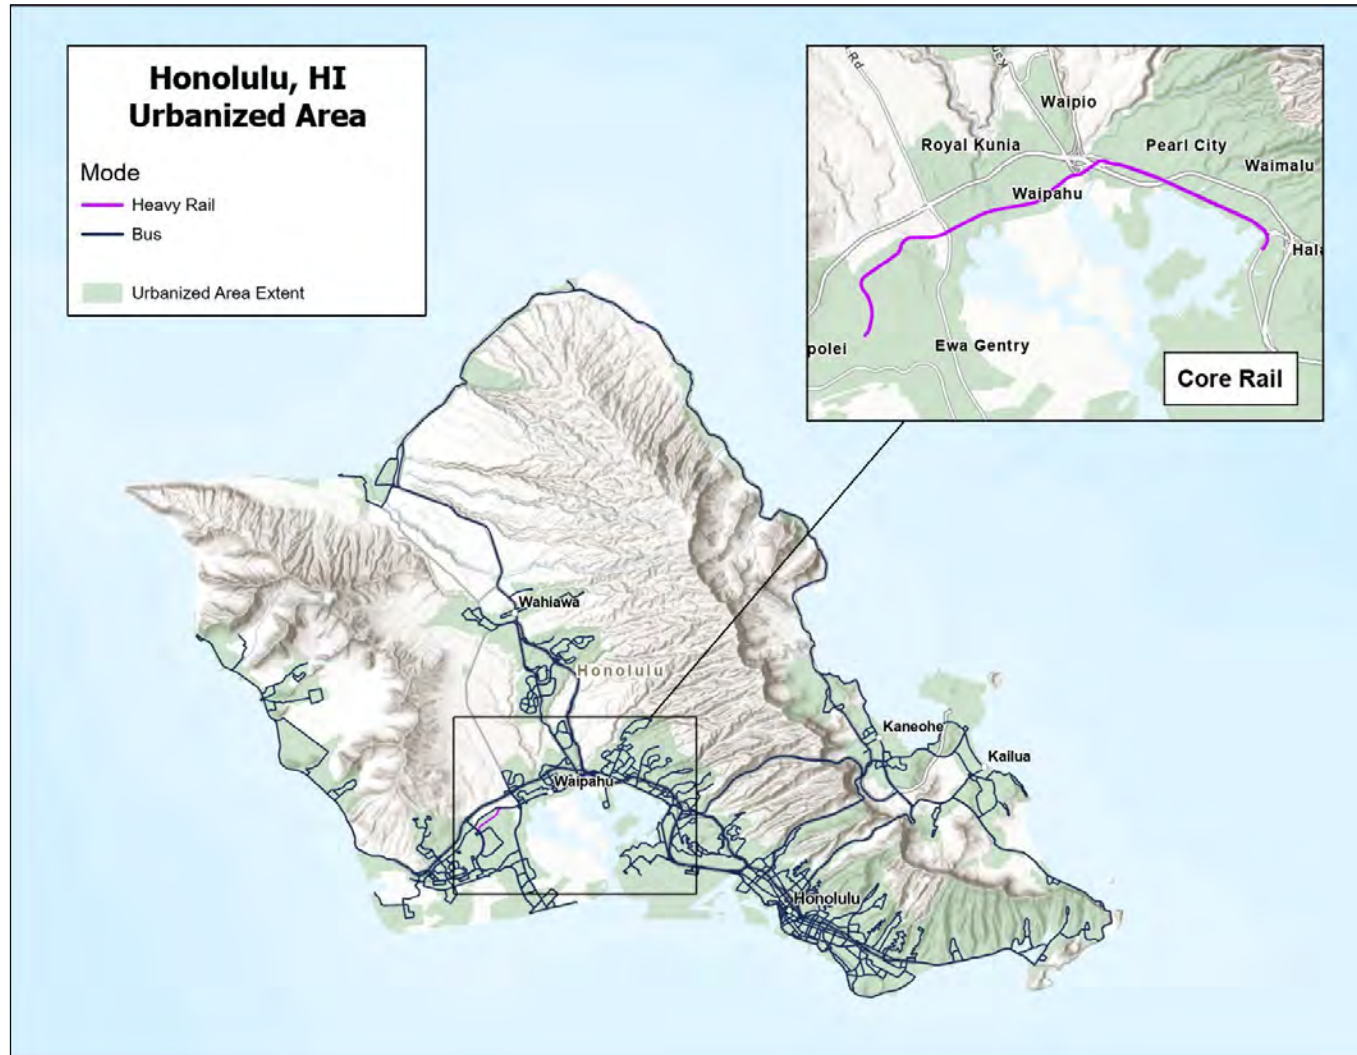 Honolulu, HI
Urbanized Area
Mode
Heavy Rail
Bus
Urbanized Area Extent
Rd
Waipio
Royal Kunia
Pearl City
Waimalu
Waipahu
Hala
polei
Ewa Gentry
Core Rail
Wahiawa
Honolulu
Kaneohe
Kailua
Waipahu
Honolulu